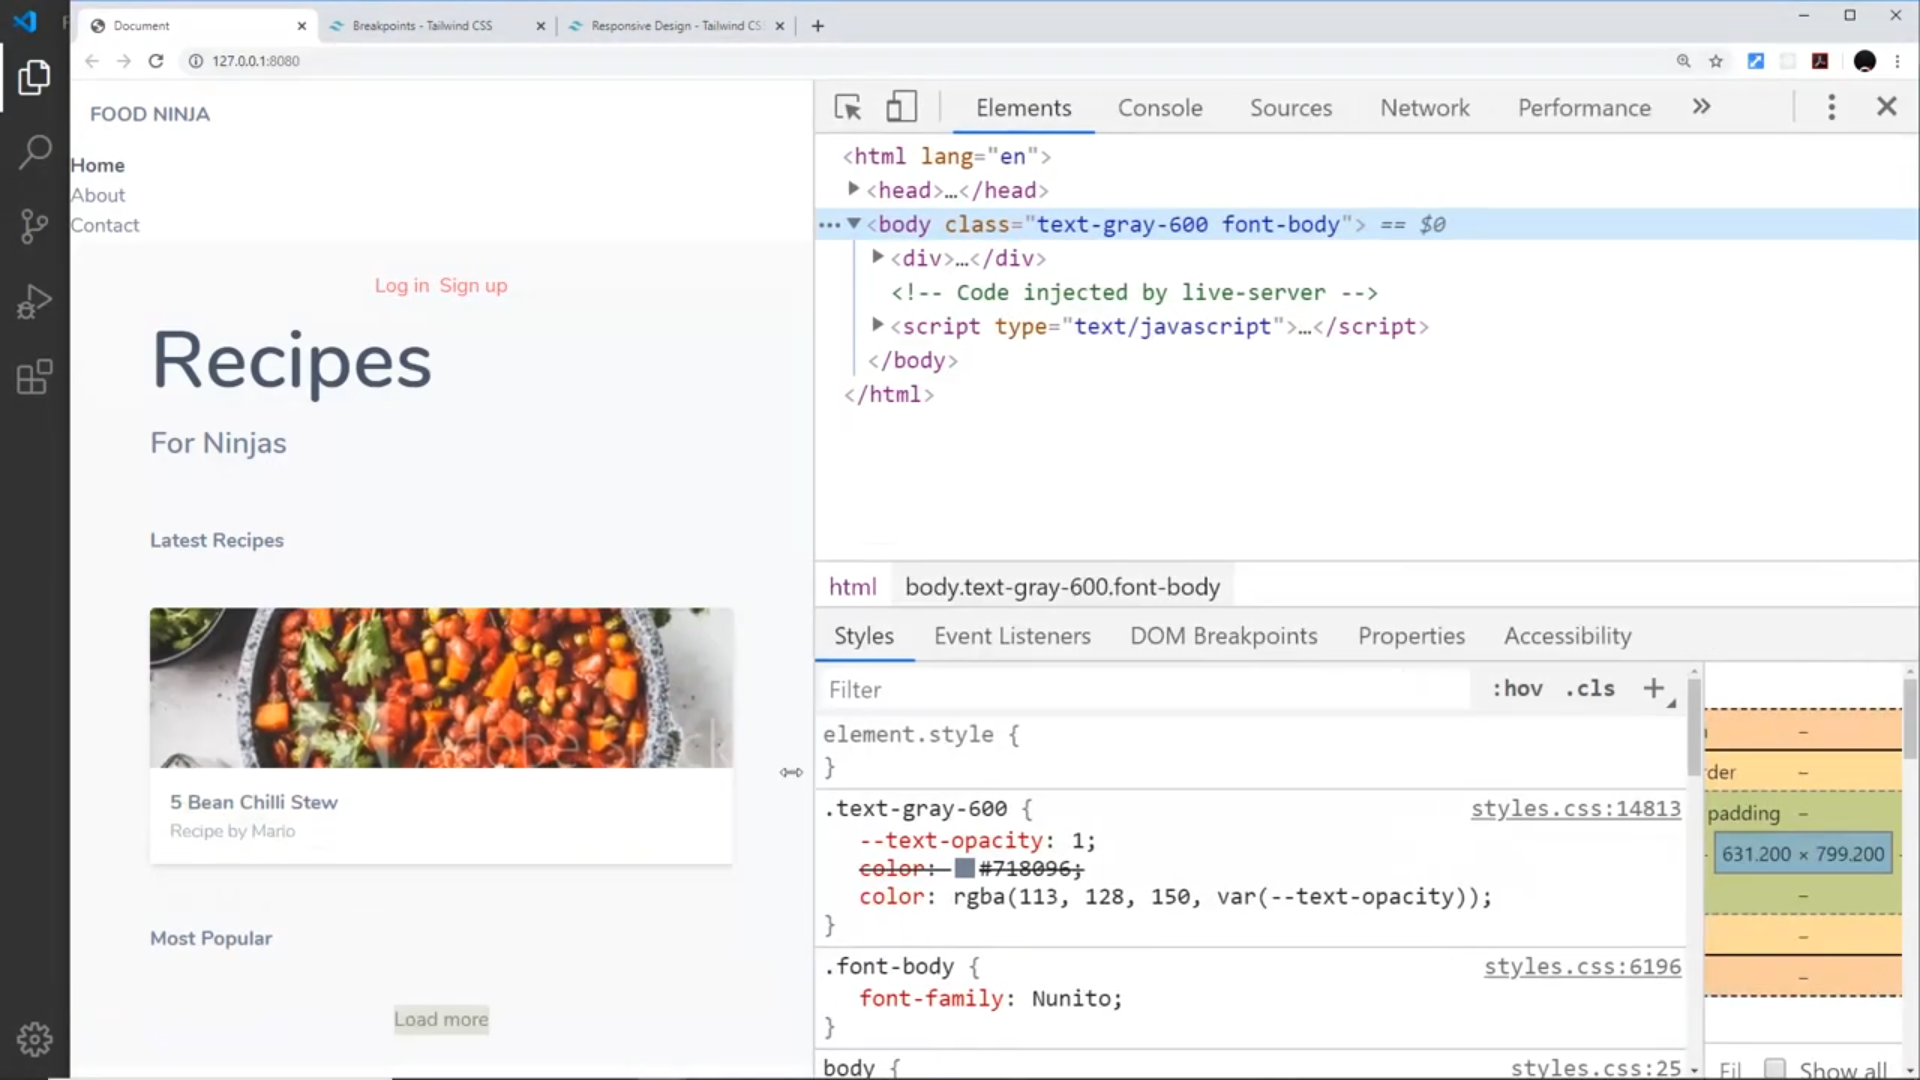 Document
Breakpoints - Tailwind CSS
Responsive Design - Tailwind CS
127.0.0.1:8080
FOOD NINJA
Home
About
Contact
Log in Sign up
Recipes
For Ninjas
Latest Recipes
Adobe Stock
5 Bean Chilli Stew
Recipe by Mario
Most Popular
Load more
Elements Console Sources Network Performance »
<html lang="en">
<head>…</head>
<body class="text-gray-600 font-body"> == $0
<div>…</div>
<!-- Code injected by live-server -->
<script type="text/javascript">…</script>
</body>
</html>
html body.text-gray-600.font-body
Styles Event Listeners DOM Breakpoints Properties Accessibility
Filter :hov .cls +
element.style {
}
.text-gray-600 { styles.css:14813
--text-opacity: 1;
color: #718096;
color: rgba(113, 128, 150, var(--text-opacity));
}
.font-body { styles.css:6196
font-family: Nunito;
}
body { styles.css:25
der –
padding –
631.200 × 799.200
Fil Show all